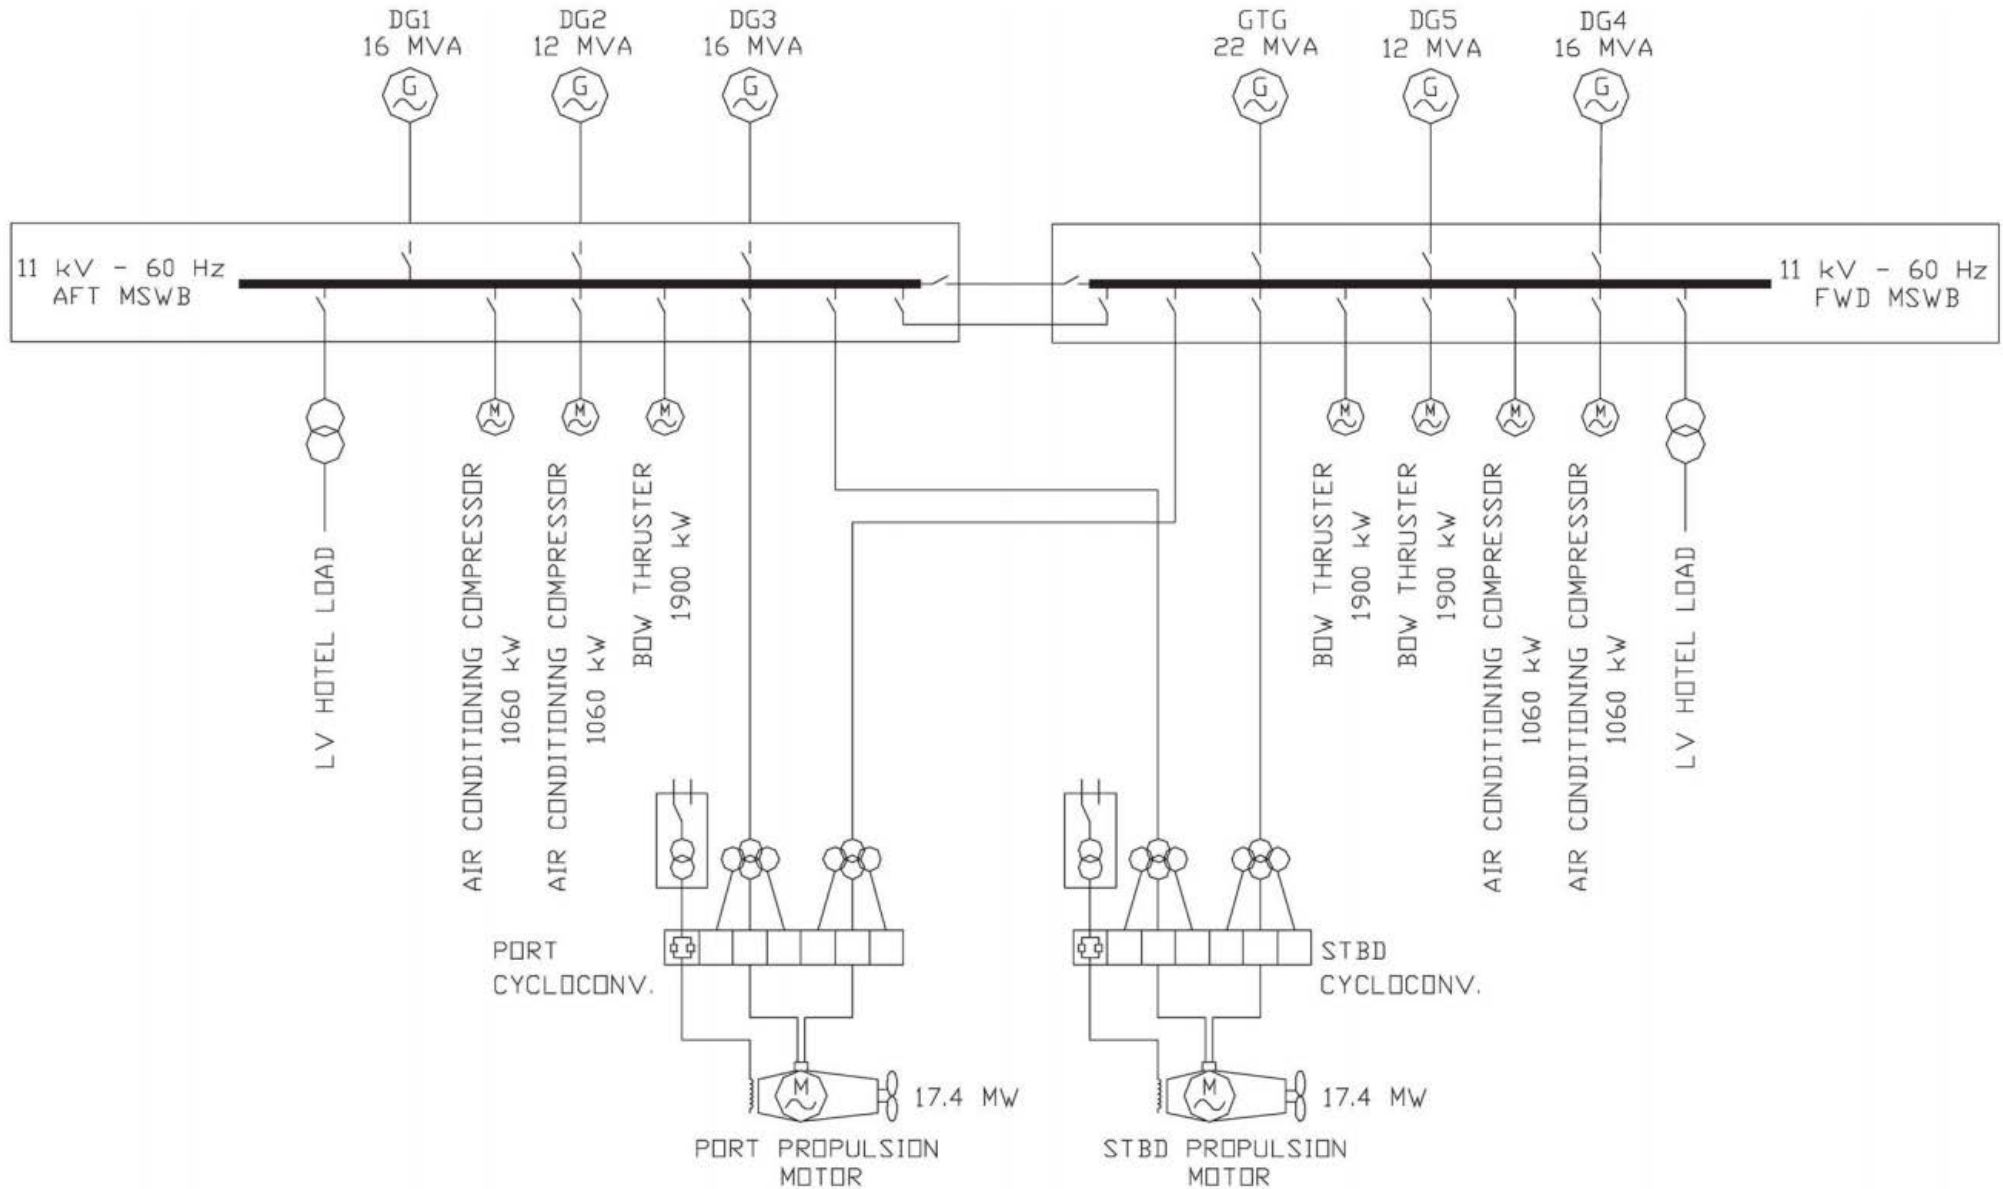 DG1
16 MVA
DG2
12 MVA
DG3
16 MVA
GTG
22 MVA
DG5
12 MVA
DG4
16 MVA
G
G
G
G
G
G
11 kV - 60 Hz
AFT MSWB
11 kV - 60 Hz
FWD MSWB
M
M
M
M
M
M
M
LV HOTEL LOAD
AIR CONDITIONING COMPRESSOR
1060 kW
AIR CONDITIONING COMPRESSOR
1060 kW
BOW THRUSTER
1900 kW
BOW THRUSTER
1900 kW
BOW THRUSTER
1900 kW
AIR CONDITIONING COMPRESSOR
1060 kW
AIR CONDITIONING COMPRESSOR
1060 kW
LV HOTEL LOAD
PORT
CYCLOCONV.
STBD
CYCLOCONV.
M
17.4 MW
M
17.4 MW
PORT PROPULSION
MOTOR
STBD PROPULSION
MOTOR